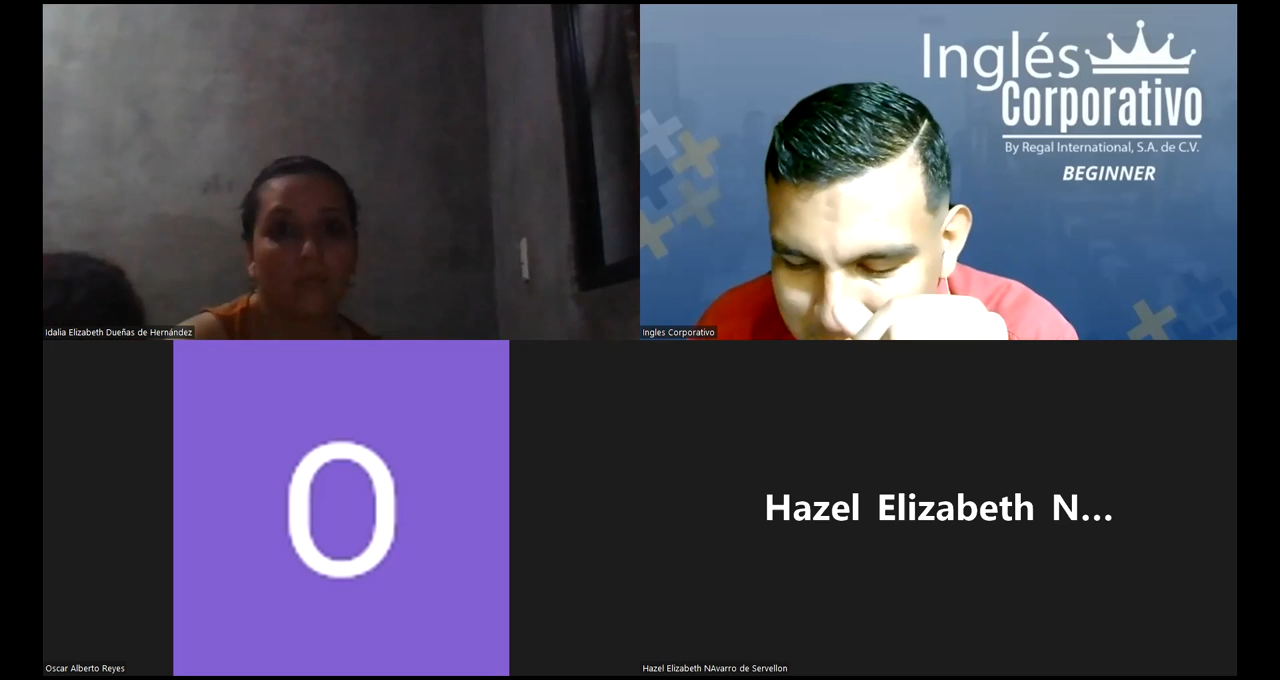 Inglés
Corporativo
By Regal International, S.A. de C.V.
BEGINNER
Idalia Elizabeth Dueñas de Hernández
Ingles Corporativo
O
Hazel Elizabeth N...
Oscar Alberto Reyes
Hazel Elizabeth NAvarro de Servellon